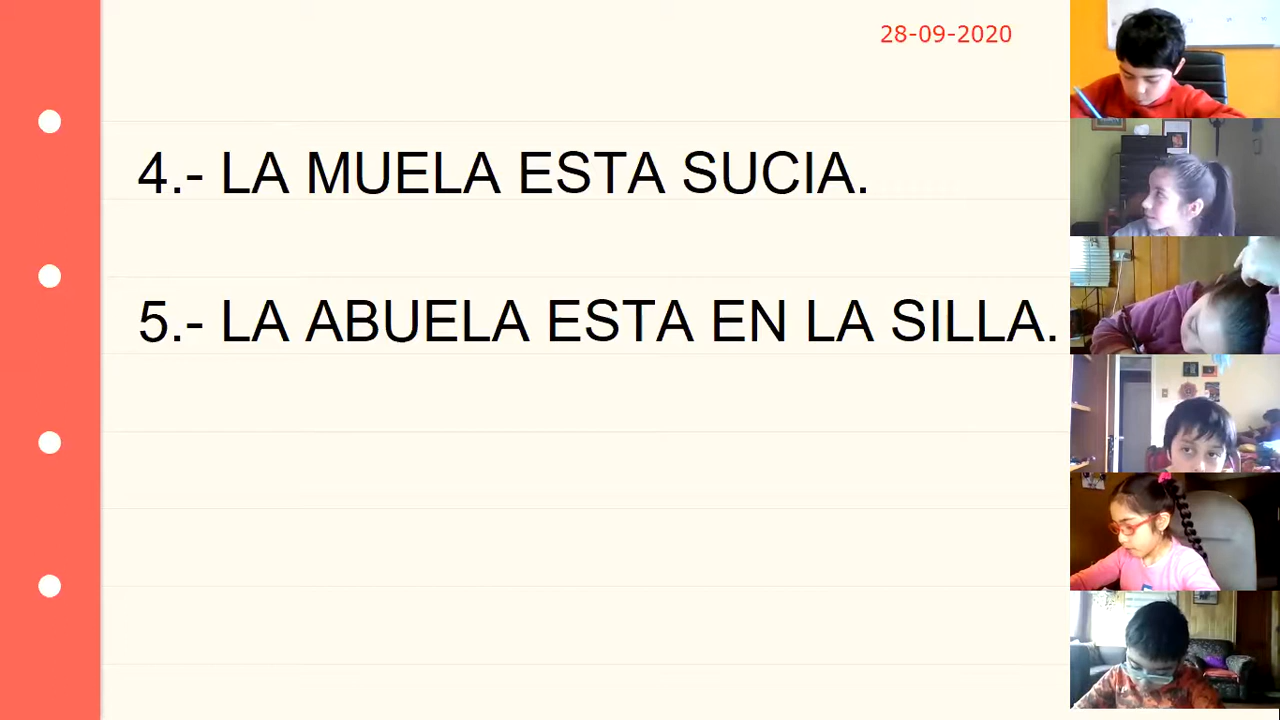 28-09-2020
4.- LA MUELA ESTA SUCIA.
5.- LA ABUELA ESTA EN LA SILLA.